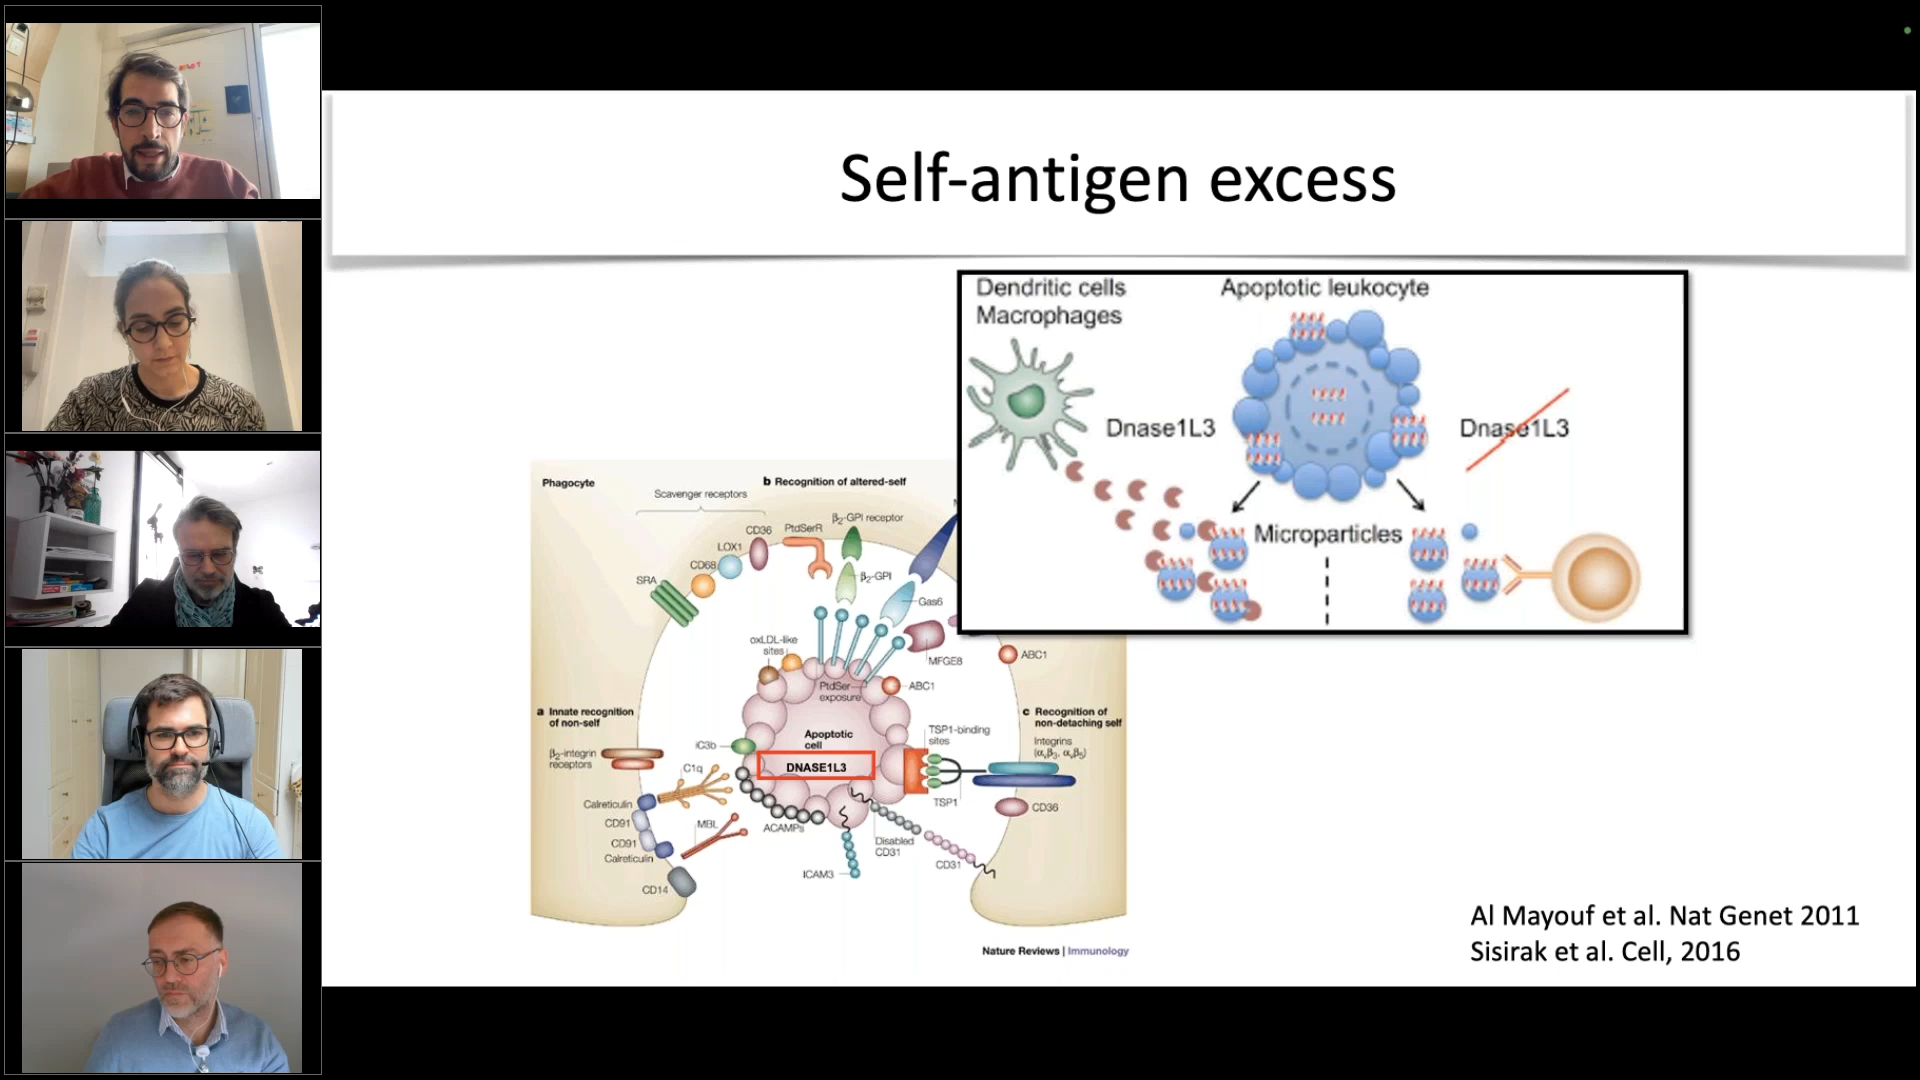 Self-antigen excess
Dendritic cells
Macrophages
Apoptotic leukocyte
Dnase1L3
Dnase1L3
Microparticles
Phagocyte
b Recognition of altered-self
Scavenger receptors
β2-GPI receptor
CD36
PtdSerR
LOX1
CD68
SRA
β2-GPI
Gas6
oxLDL-like
sites
MFGE8
ABC1
PtdSer
exposure
ABC1
a Innate recognition
of non-self
c Recognition of
non-detaching self
Apoptotic
cell
DNASE1L3
TSP1-binding
sites
Integrins
(αvβ3, αvβ5)
iC3b
β2-integrin
receptors
C1q
Calreticulin
CD91
MBL
CD91
Calreticulin
ACAMPs
TSP1
CD36
Disabled
CD31
CD31
ICAM3
CD14
Nature Reviews | Immunology
Al Mayouf et al. Nat Genet 2011
Sisirak et al. Cell, 2016